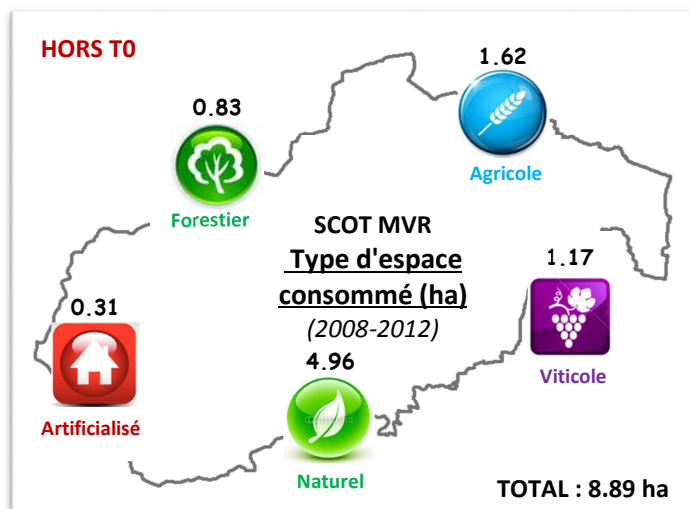 HORS T0
1.62
0.83
Agricole
Forestier
SCOT MVR
Type d'espace
consommé (ha)
(2008-2012)
1.17
0.31
4.96
Viticole
Artificialisé
Naturel
TOTAL : 8.89 ha